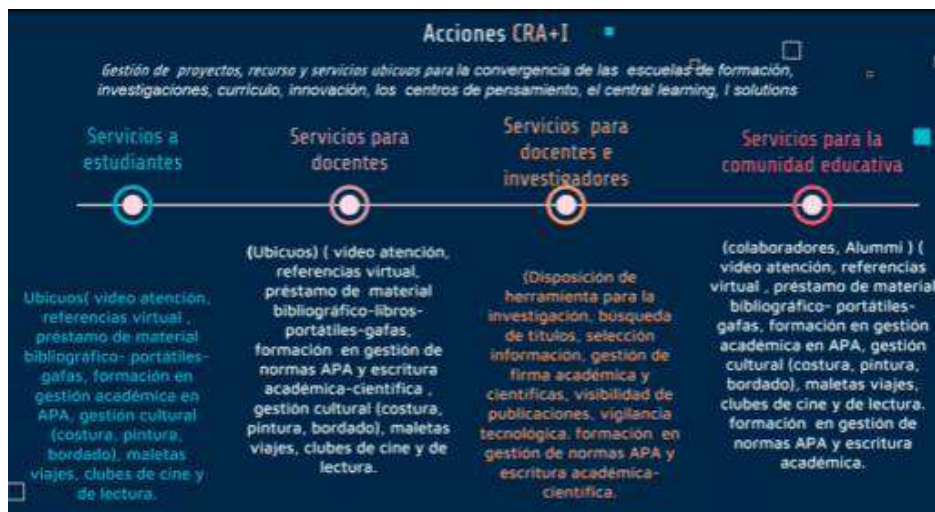 Acciones CRA+I
Gestión de proyectos, recurso y servicios ubicuos para la convergencia de las escuelas de formación,
investigaciones, currículo, innovación, los centros de pensamiento, el central learning, I solutions
Servicios a
estudiantes
Ubicuos( video atención,
referencias virtual ,
préstamo de material
bibliográfico- portátiles-
gafas, formación en
gestión académica en
APA, gestión cultural
(costura, pintura,
bordado), maletas
viajes, clubes de cine y
de lectura.
Servicios para
docentes
(Ubicuos) ( video atención,
referencias virtual,
préstamo de material
bibliográfico-libros-
portátiles-gafas,
formación en gestión de
normas APA y escritura
académica-científica ,
gestión cultural (costura,
pintura, bordado), maletas
viajes, clubes de cine y de
lectura.
Servicios para
docentes e
investigadores
(Disposición de
herramienta para la
investigación, búsqueda
de títulos, selección
información, gestión de
firma académica y
científicas, visibilidad de
publicaciones, vigilancia
tecnológica. formación en
gestión de normas APA y
escritura académica-
científica.
Servicios para la
comunidad educativa
(colaboradores, Alummi ) (
video atención, referencias
virtual , préstamo de material
bibliográfico- portátiles-
gafas, formación en gestión
académica en APA, gestión
cultural (costura, pintura,
bordado), maletas viajes,
clubes de cine y de lectura.
formación en gestión de
normas APA y escritura
académica.